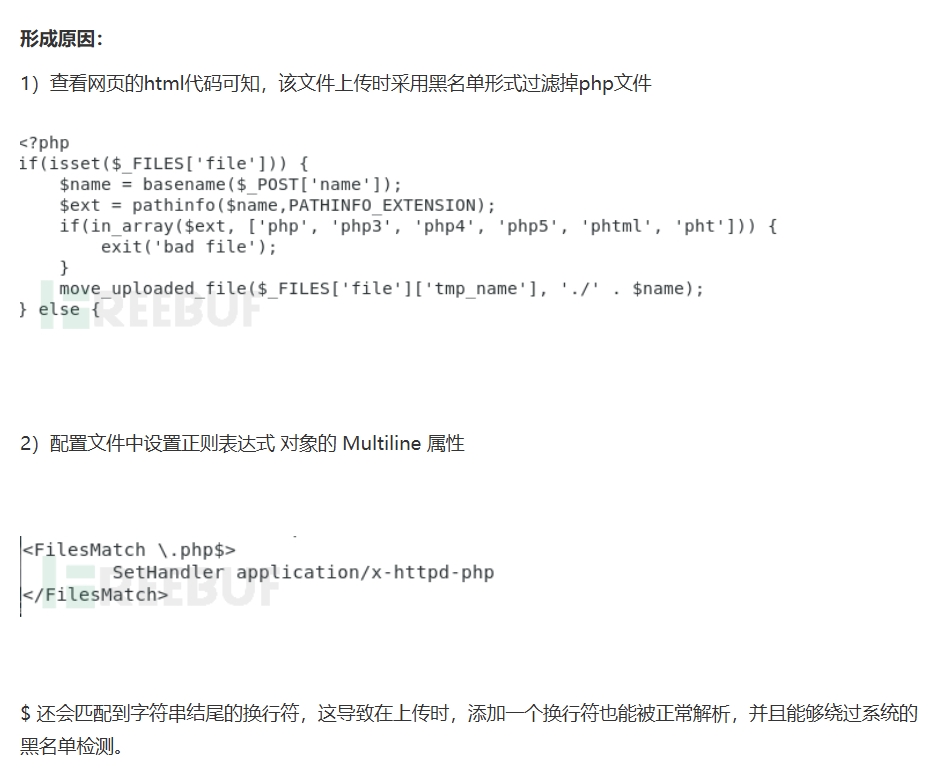 形成原因：
1）查看网页的html代码可知，该文件上传时采用黑名单形式过滤掉php文件
<?php
if(isset($_FILES['file'])) {
    $name = basename($_POST['name']);
    $ext = pathinfo($name,PATHINFO_EXTENSION);
    if(in_array($ext, ['php', 'php3', 'php4', 'php5', 'phtml', 'pht'])) {
        exit('bad file');
    }
    move_uploaded_file($_FILES['file']['tmp_name'], './' . $name);
} else {
FREEBUF
2）配置文件中设置正则表达式 对象的 Multiline 属性
<FilesMatch \.php$>
        SetHandler application/x-httpd-php
</FilesMatch>
FREEBUF
$ 还会匹配到字符串结尾的换行符，这导致在上传时，添加一个换行符也能被正常解析，并且能够绕过系统的
黑名单检测。